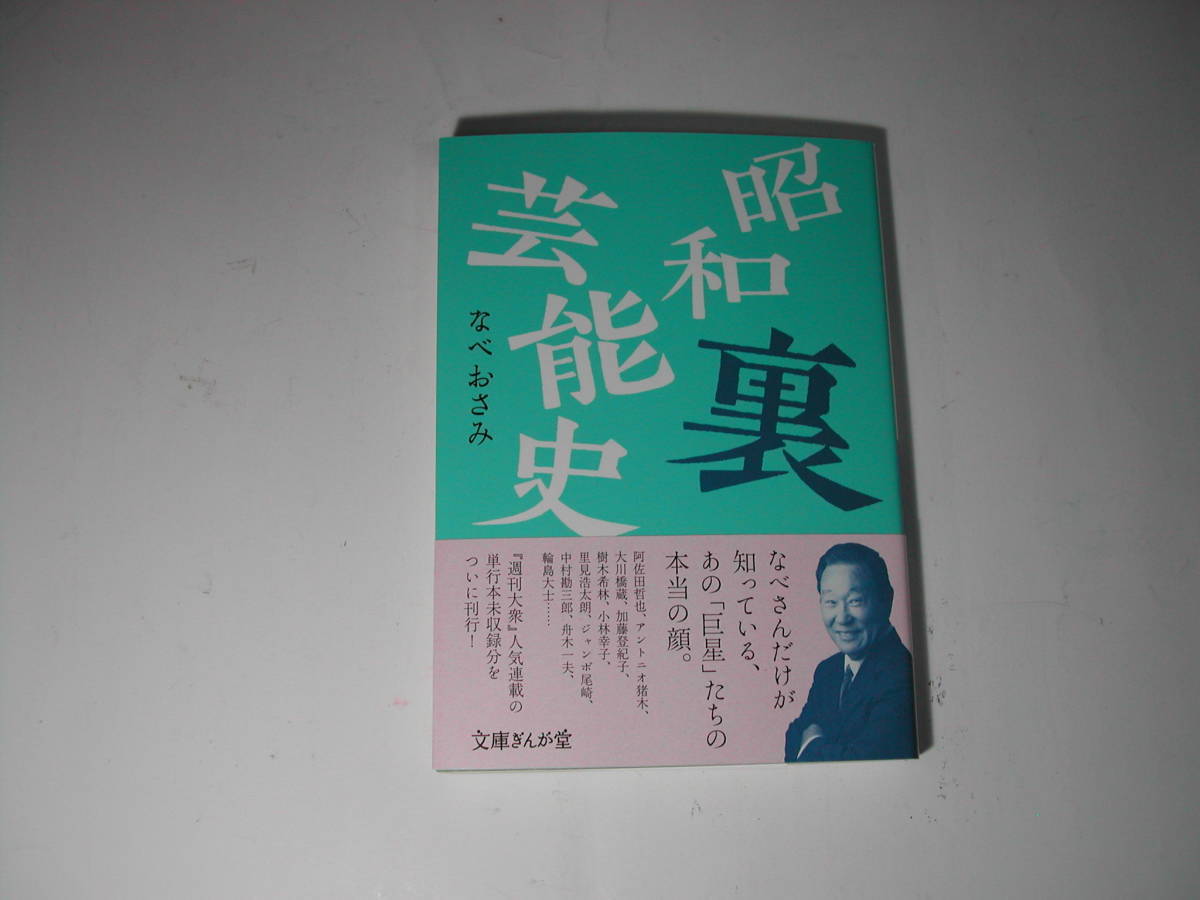 昭和
裏
芸能史
なべおさみ
なべさんだけが
知っている、
あの「巨星」たちの
本当の顔。
阿佐田哲也、アントニオ猪木、
大川橋蔵、加藤登紀子、
樹木希林、小林幸子、
里見浩太朗、ジャンボ尾崎、
中村勘三郎、舟木一夫、
輪島大士……
『週刊大衆』人気連載の
単行本未収録分を
ついに刊行！
文庫ぎんが堂